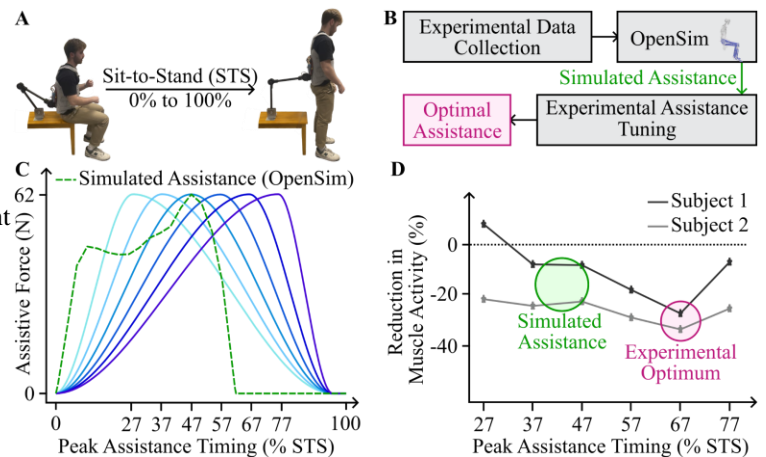 A
Sit-to-Stand (STS)
0% to 100%
B
Experimental Data
Collection
OpenSim
Simulated Assistance
Optimal
Assistance
Experimental Assistance
Tuning
nt
C
Simulated Assistance (OpenSim)
Assistive Force (N)
62
0
0 27 37 47 57 67 77 100
Peak Assistance Timing (% STS)
D
Subject 1
Subject 2
Reduction in
Muscle Activity (%)
0
-20
-40
Simulated
Assistance
Experimental
Optimum
27 37 47 57 67 77
Peak Assistance Timing (% STS)